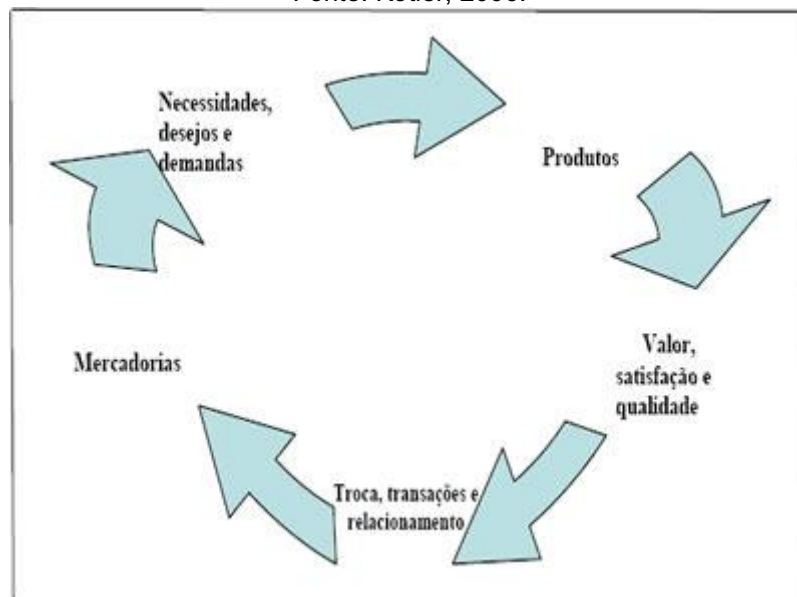 Necessidades,
desejos e
demandas
Produtos
Valor,
satisfação e
qualidade
Troca, transações e
relacionamento
Mercadorias